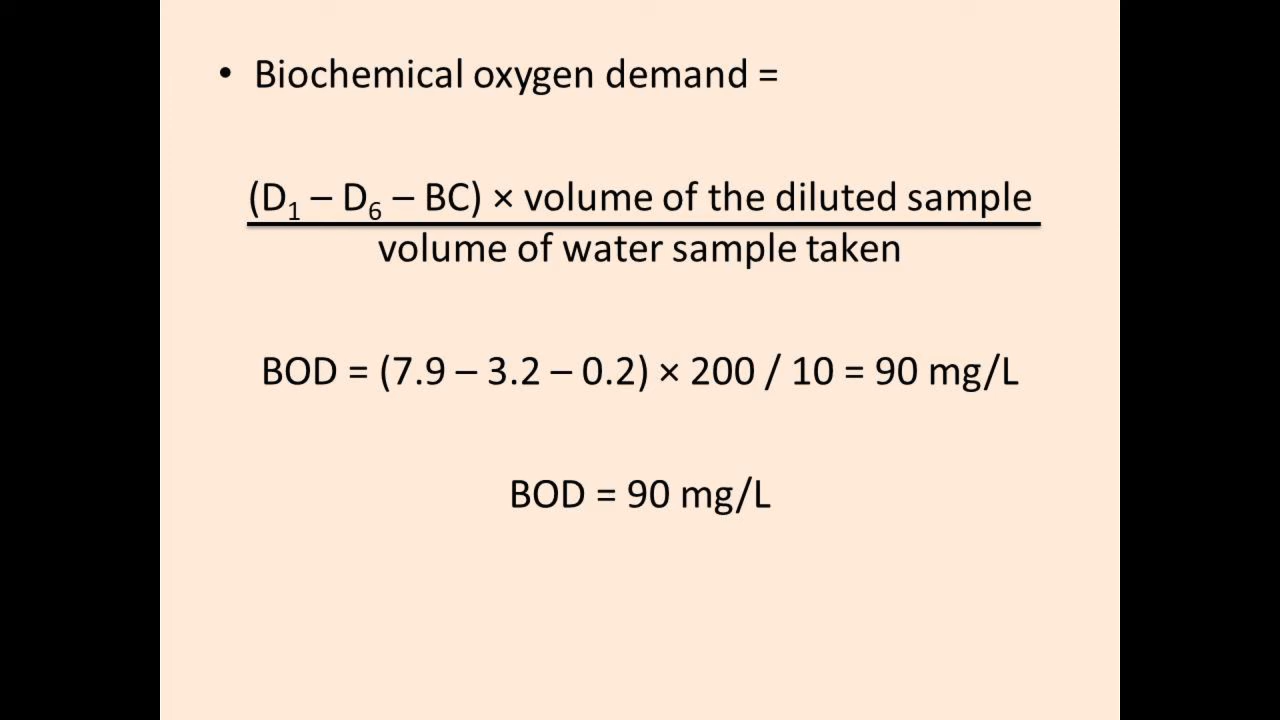 • Biochemical oxygen demand =
(D₁ – D₆ – BC) × volume of the diluted sample
volume of water sample taken
BOD = (7.9 – 3.2 – 0.2) × 200 / 10 = 90 mg/L
BOD = 90 mg/L